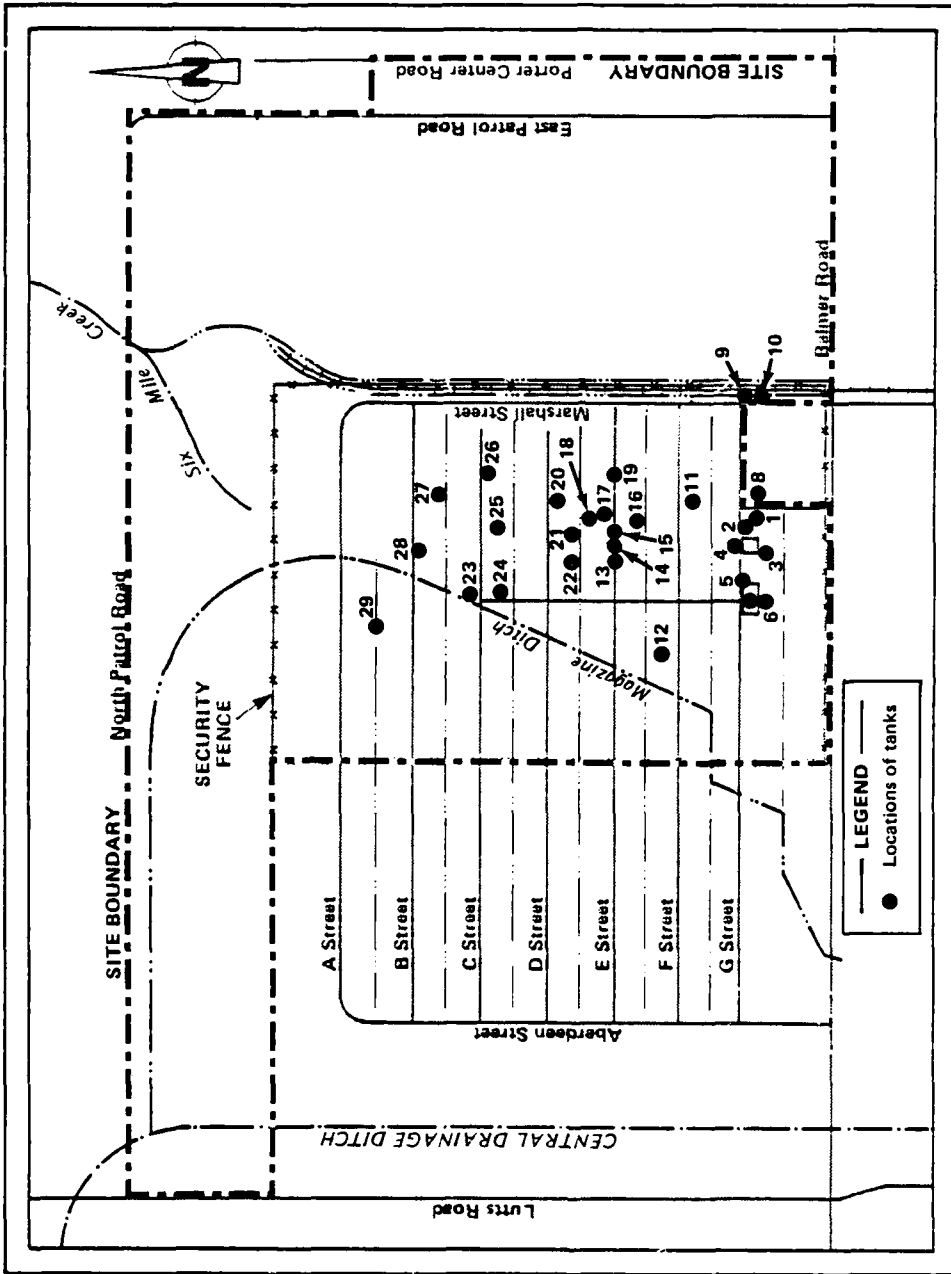 N
SITE BOUNDARY
North Patrol Road
Six Mile Creek
East Patrol Road
Porter Center Road
SITE BOUNDARY
SECURITY FENCE
A Street
B Street
C Street
D Street
E Street
F Street
G Street
Marshall Street
Aberdeen Street
Lutts Road
CENTRAL DRAINAGE DITCH
Magazine Ditch
Balmer Road
29
28
27
26
25
24
23
22
21
20
18
17
19
16
15
14
13
12
11
9
10
8
1
2
4
3
5
6
LEGEND
Locations of tanks